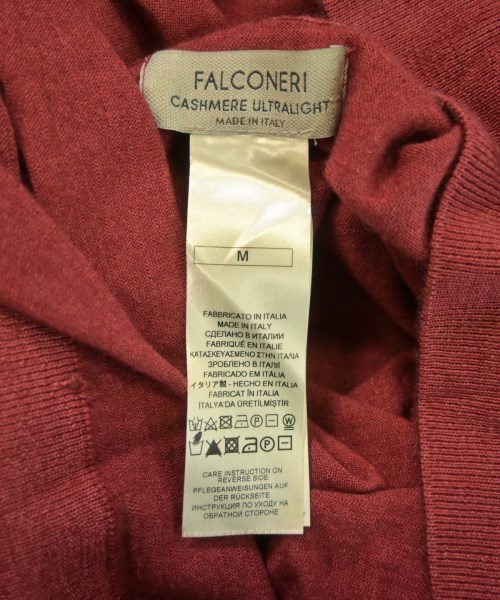 FALCONERI
CASHMERE ULTRALIGHT
MADE IN ITALY
M
FABBRICATO IN ITALIA
MADE IN ITALY
СДЕЛАНО В ИТАЛИИ
FABRIQUÉ EN ITALIE
ΚΑΤΑΣΚΕΥΑΣΜΕΝΟ ΣΤΗΝ ΙΤΑΛΙΑ
ЗРОБЛЕНО В ІТАЛІЇ
FABRICADO EM ITÁLIA
イタリア製 - HECHO EN ITALIA
FABRICAT ÎN ITALIA
İTALYA'DA ÜRETİLMİŞTİR
CARE INSTRUCTION ON
REVERSE SIDE
PFLEGEANWEISUNGEN AUF
DER RÜCKSEITE
ИНСТРУКЦИЯ ПО УХОДУ НА
ОБРАТНОЙ СТОРОНЕ